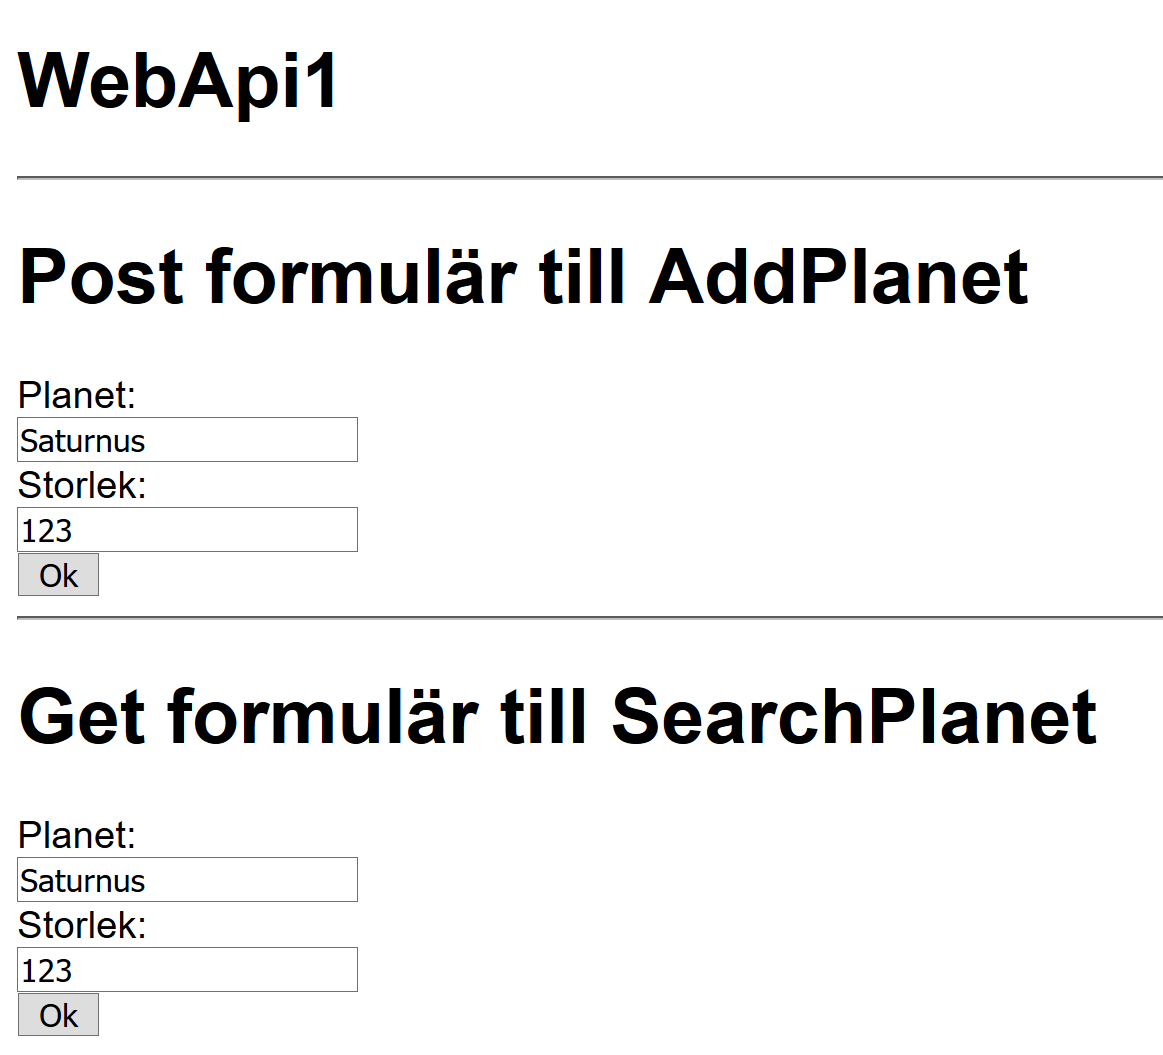 WebApi1
Post formulär till AddPlanet
Planet:
Saturnus
Storlek:
123
Ok
Get formulär till SearchPlanet
Planet:
Saturnus
Storlek:
123
Ok